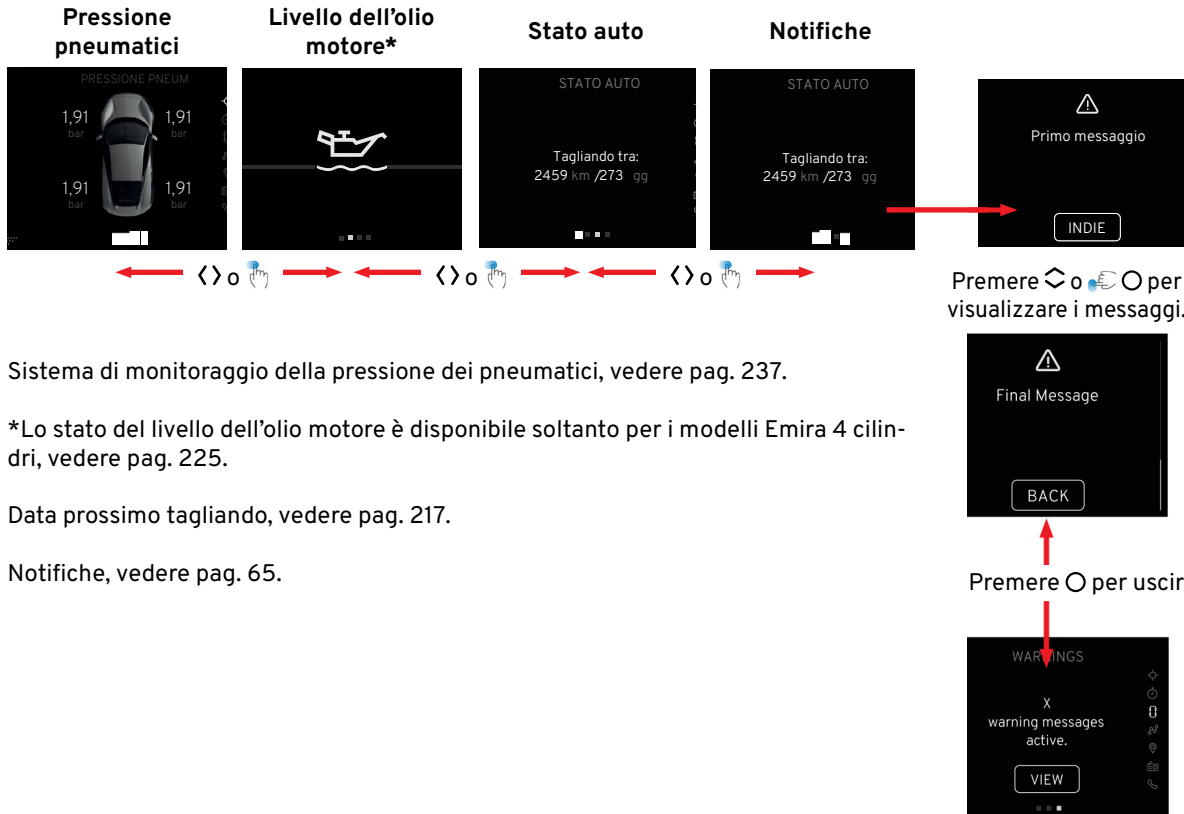 Pressione
pneumatici
Livello dell'olio
motore*
Stato auto
Notifiche
PRESSIONE PNEUM
1,91
bar
1,91
bar
1,91
bar
1,91
bar
STATO AUTO
Tagliando tra:
2459 km /273 gg
STATO AUTO
Tagliando tra:
2459 km /273 gg
Primo messaggio
INDIE
o
o
o
Premere o per
visualizzare i messaggi.
Final Message
BACK
Premere per uscir
WARNINGS
X
warning messages
active.
VIEW
Sistema di monitoraggio della pressione dei pneumatici, vedere pag. 237.
*Lo stato del livello dell'olio motore è disponibile soltanto per i modelli Emira 4 cilin-
dri, vedere pag. 225.
Data prossimo tagliando, vedere pag. 217.
Notifiche, vedere pag. 65.